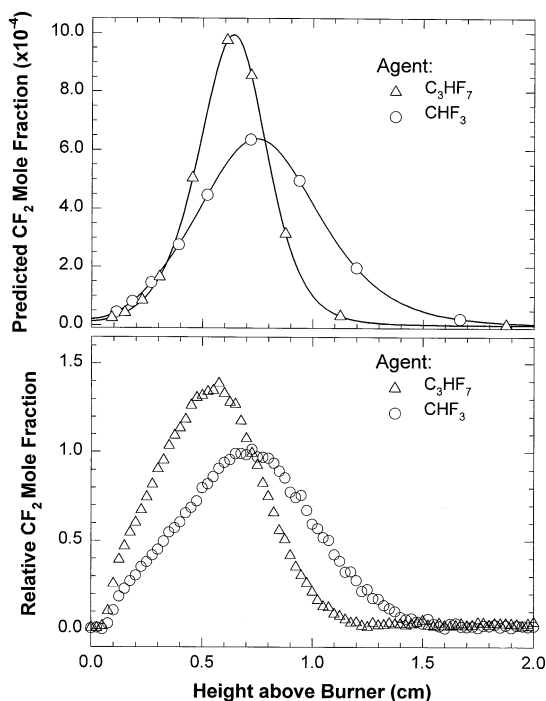 Predicted CF₂ Mole Fraction (x10⁻⁴)
10.0
8.0
6.0
4.0
2.0
0.0
Agent:
△ C₃HF₇
○ CHF₃
Relative CF₂ Mole Fraction
1.5
1.0
0.5
0.0
Agent:
△ C₃HF₇
○ CHF₃
0.0 0.5 1.0 1.5 2.0
Height above Burner (cm)